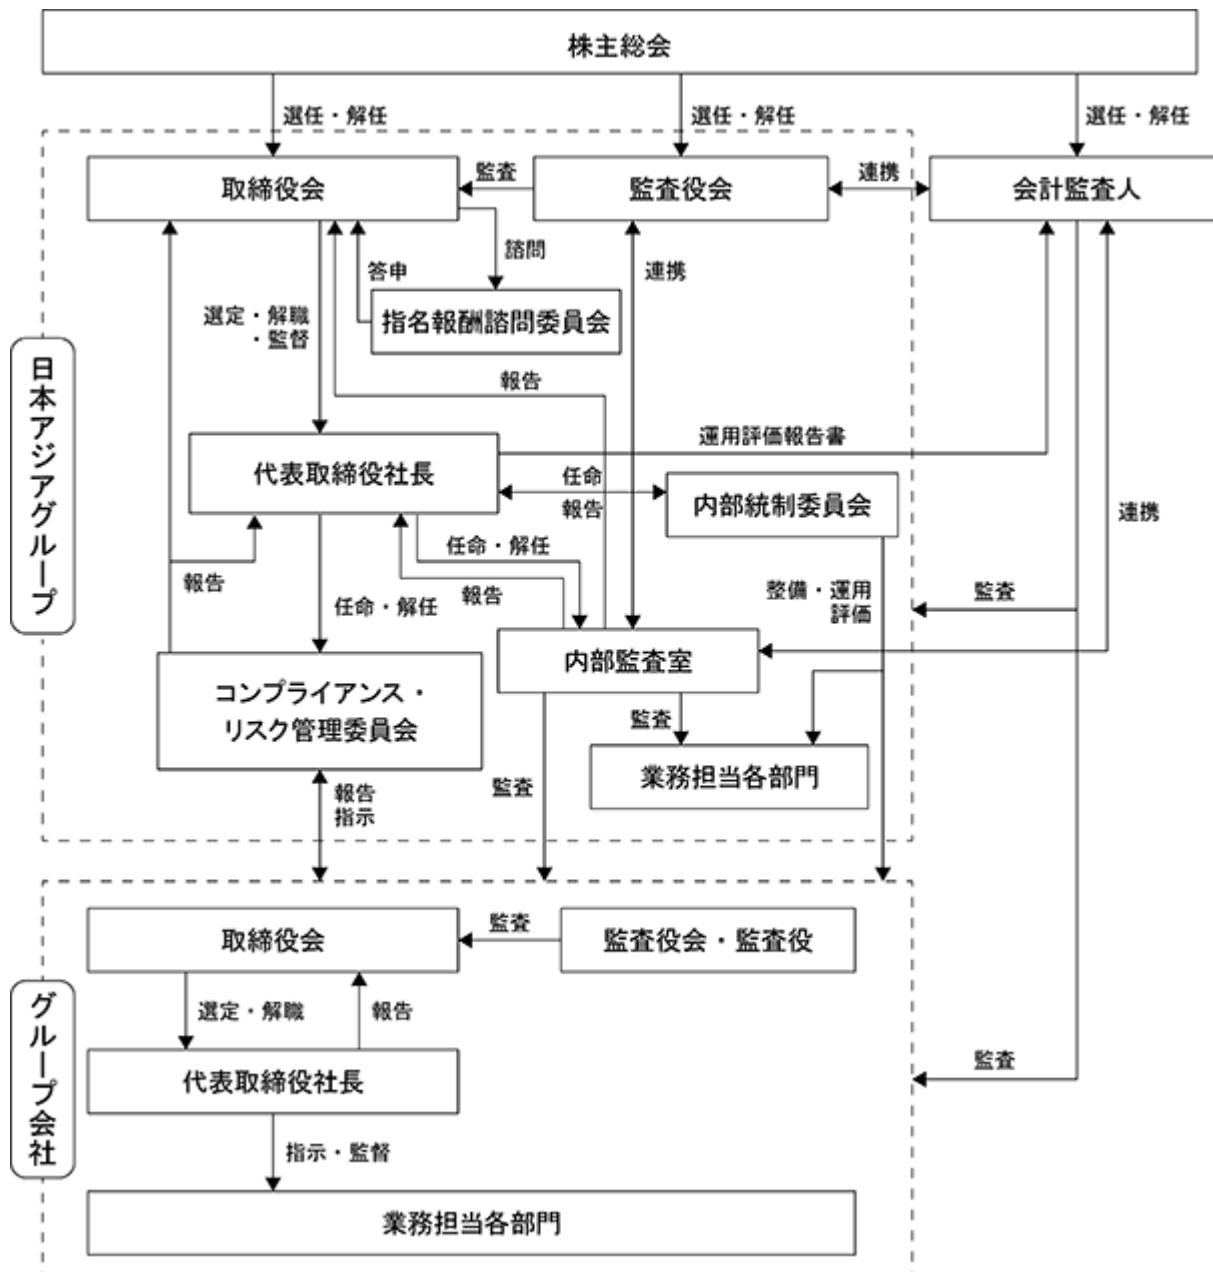 株主総会
選任・解任
選任・解任
選任・解任
取締役会
監査
監査役会
連携
会計監査人
諮問
答申
連携
指名報酬諮問委員会
選定・解職
・監督
報告
日本アジアグループ
運用評価報告書
代表取締役社長
任命
報告
内部統制委員会
連携
任命・解任
報告
報告
任命・解任
整備・運用
評価
監査
内部監査室
コンプライアンス・
リスク管理委員会
監査
業務担当各部門
監査
報告
指示
取締役会
監査
監査役会・監査役
グループ会社
選定・解職
報告
代表取締役社長
監査
指示・監督
業務担当各部門